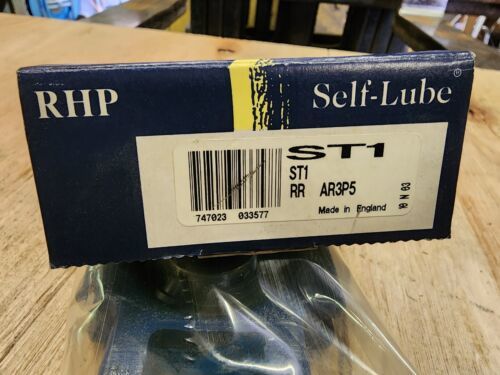 RHP Self-Lube®
ST1
ST1
RR AR3P5
Made in England
747023 033577